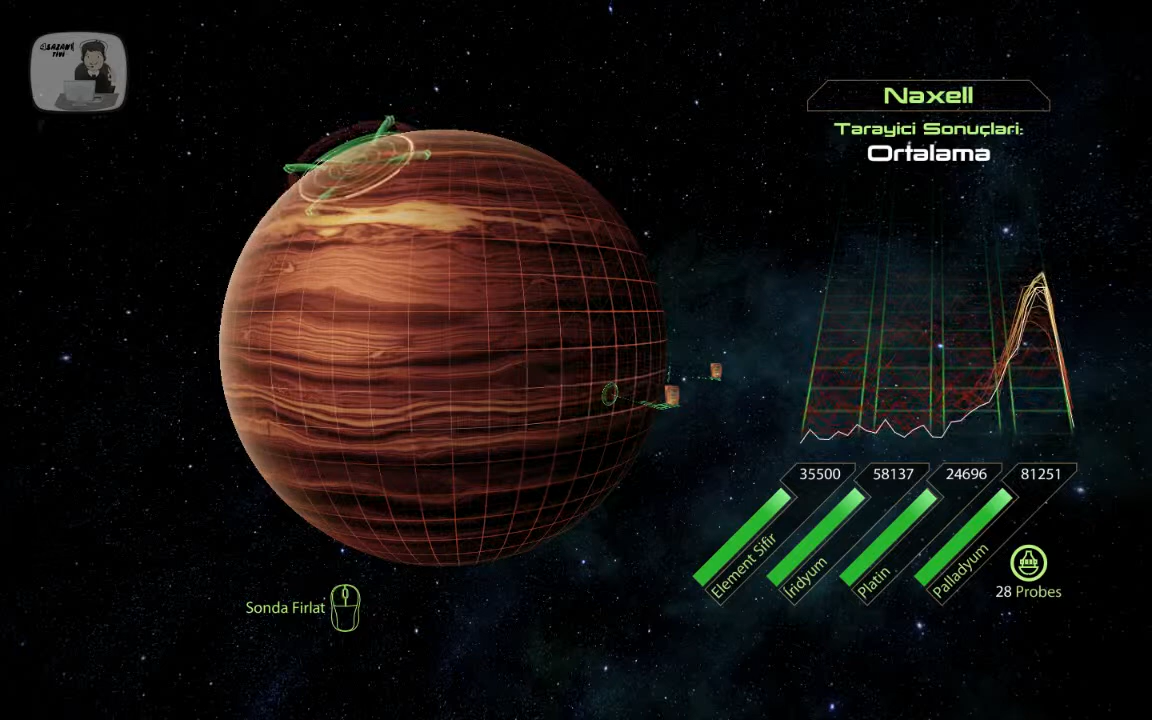 Naxell
Tarayici Sonuçlari:
Ortalama
35500
58137
24696
81251
Element Sifir
İridyum
Platin
Palladyum
28 Probes
Sonda Firlat